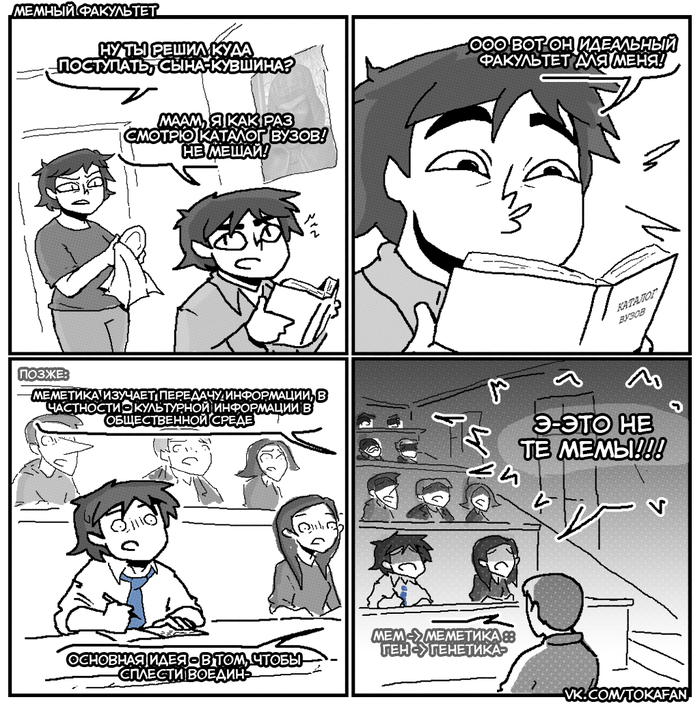 МЕМНЫЙ ФАКУЛЬТЕТ
НУ ТЫ РЕШИЛ КУДА
ПОСТУПАТЬ, СЫНА-КУВШИНА?
МААМ, Я КАК РАЗ
СМОТРЮ КАТАЛОГ ВУЗОВ!
НЕ МЕШАЙ!
ООО ВОТ ОН ИДЕАЛЬНЫЙ
ФАКУЛЬТЕТ ДЛЯ МЕНЯ!
КАТАЛОГ
ВУЗОВ
ПОЗЖЕ:
МЕМЕТИКА ИЗУЧАЕТ ПЕРЕДАЧУ ИНФОРМАЦИИ, В
ЧАСТНОСТИ - КУЛЬТУРНОЙ ИНФОРМАЦИИ В
ОБЩЕСТВЕННОЙ СРЕДЕ
ОСНОВНАЯ ИДЕЯ - В ТОМ, ЧТОБЫ
СПЛЕСТИ ВОЕДИН-
Э-ЭТО НЕ
ТЕ МЕМЫ!!!
МЕМ -> МЕМЕТИКА ::
ГЕН -> ГЕНЕТИКА-
VK.COM/TOKAFAN